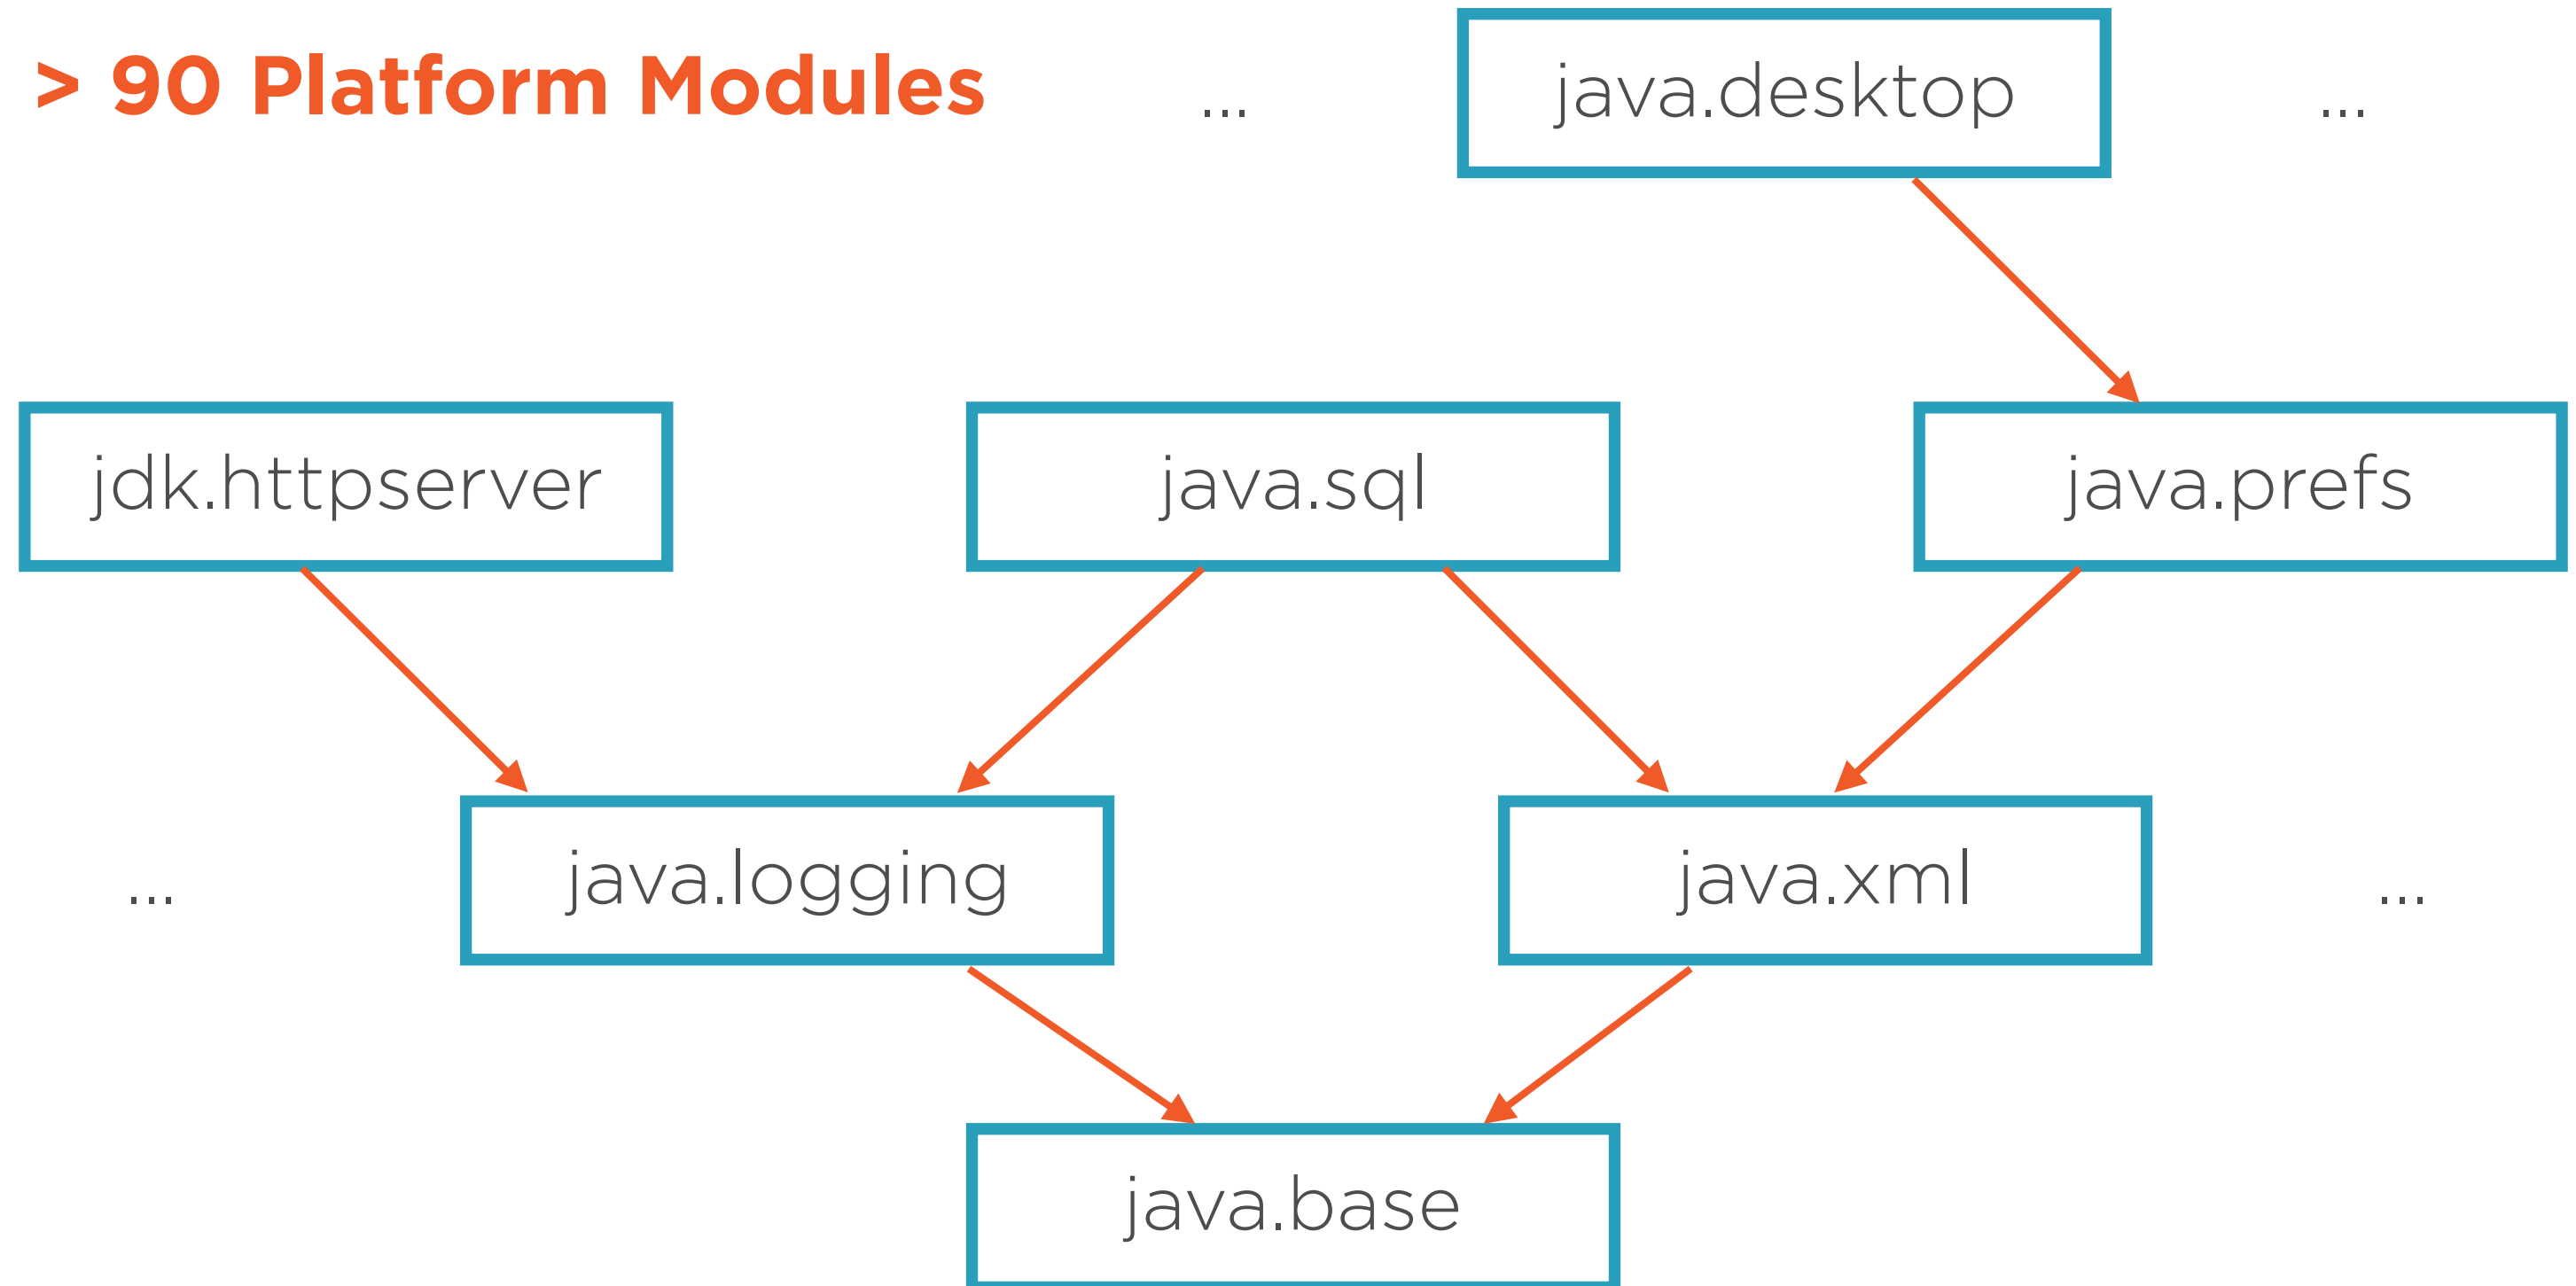 > 90 Platform Modules
...
java.desktop
...
jdk.httpserver
java.sql
java.prefs
...
java.logging
java.xml
...
java.base